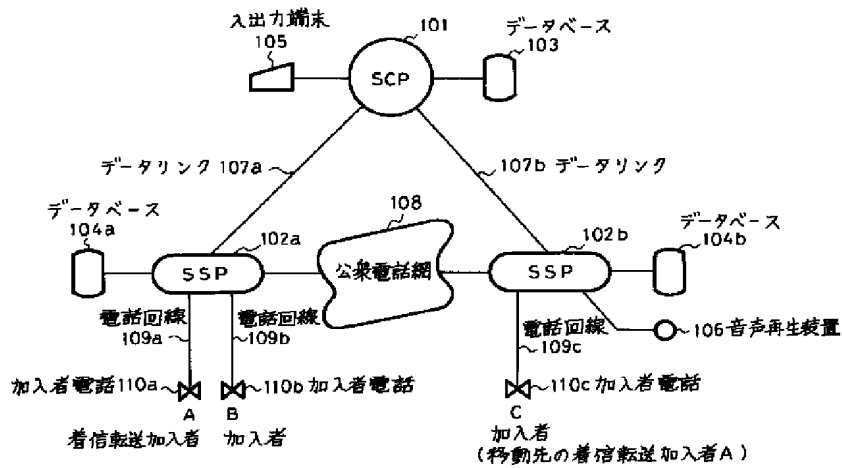 入出力端末
105
101
SCP
データベース
103
データリンク 107a
107b データリンク
データベース
104a
102a
SSP
108
公衆電話網
102b
SSP
データベース
104b
電話回線
109a
電話回線
109b
電話回線
109c
106 音声再生装置
加入者電話 110a
110b 加入者電話
110c 加入者電話
A
着信転送加入者
B
加入者
C
加入者
(移動先の着信転送加入者A)